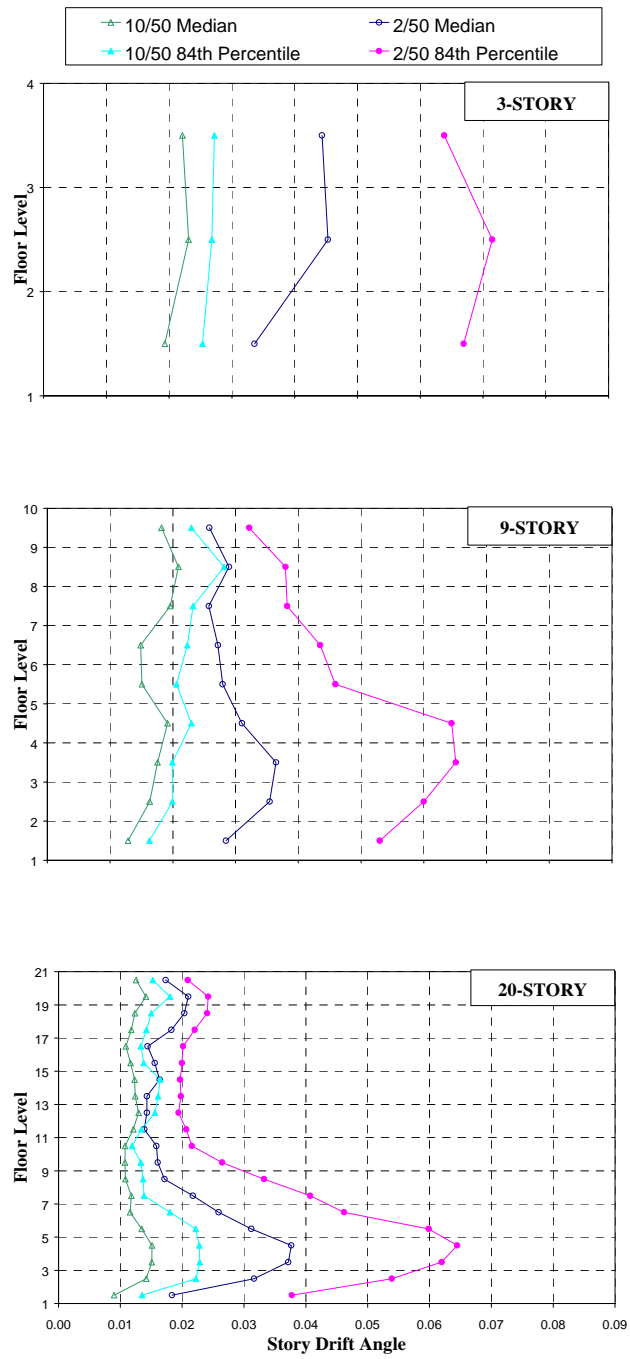 10/50 Median 2/50 Median
10/50 84th Percentile 2/50 84th Percentile
4
3-STORY
3
Floor Level
2
1
10
9-STORY
9
8
7
6
Floor Level
5
4
3
2
1
21
20-STORY
19
17
15
13
Floor Level
11
9
7
5
3
1
0.00 0.01 0.02 0.03 0.04 0.05 0.06 0.07 0.08 0.09
Story Drift Angle